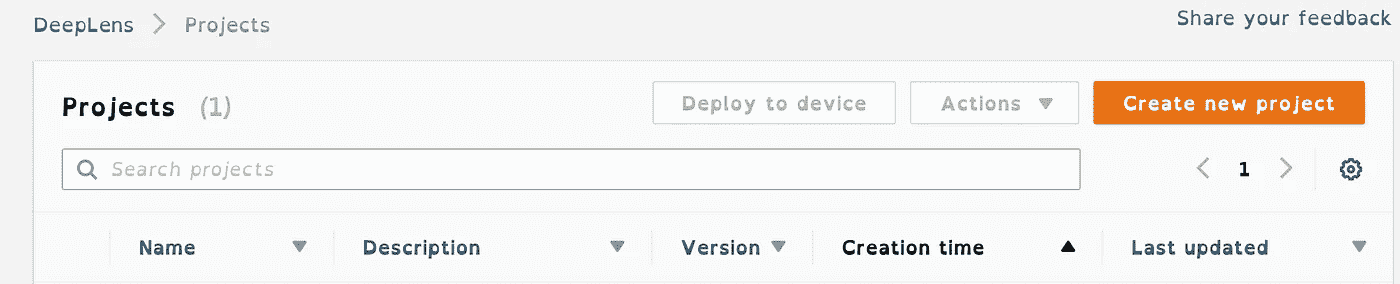 DeepLens > Projects
Share your feedback
Projects (1)
Deploy to device
Actions
Create new project
Search projects
1
Name
Description
Version
Creation time
Last updated